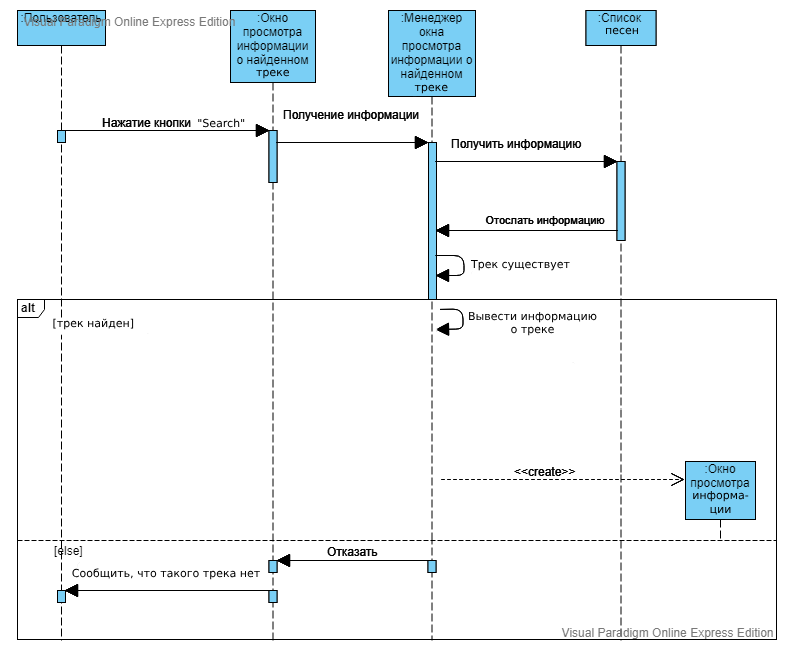 :Пользователь
Visual Paradigm Online Express Edition
:Окно
просмотра
информации
о найденном
треке
:Менеджер
окна
просмотра
информации о
найденном
треке
:Список
песен
Нажатие кнопки "Search"
Получение информации
Получить информацию
Отослать информацию
Трек существует
alt
[трек найден]
Вывести информацию
о треке
<<create>>
:Окно
просмотра
информа-
ции
[else]
Отказать
Сообщить, что такого трека нет
Visual Paradigm Online Express Edition